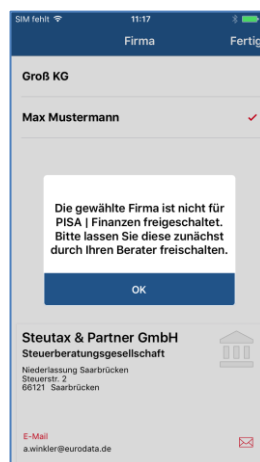 SIM fehlt 11:17
Firma Fertig
Groß KG
Max Mustermann
Die gewählte Firma ist nicht für
PISA | Finanzen freigeschaltet.
Bitte lassen Sie diese zunächst
durch Ihren Berater freischalten.
OK
Steutax & Partner GmbH
Steuerberatungsgesellschaft
Niederlassung Saarbrücken
Steuerstr. 2
66121 Saarbrücken
E-Mail
a.winkler@eurodata.de